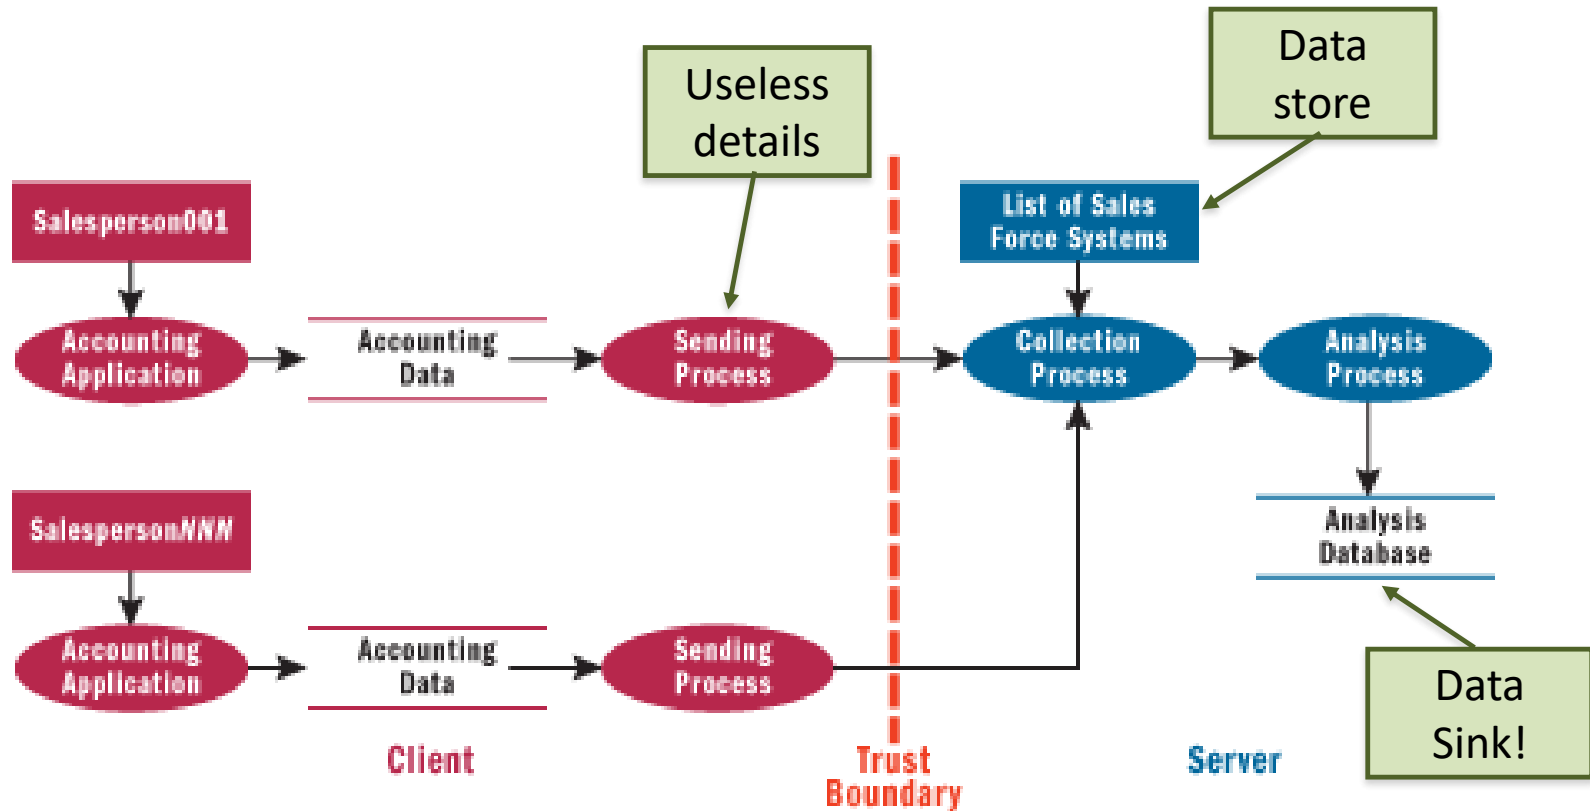 Useless
details
Data
store
Salesperson001
List of Sales
Force Systems
Accounting
Application
Accounting
Data
Sending
Process
Collection
Process
Analysis
Process
SalespersonNNN
Analysis
Database
Accounting
Application
Accounting
Data
Sending
Process
Data
Sink!
Client
Trust
Boundary
Server